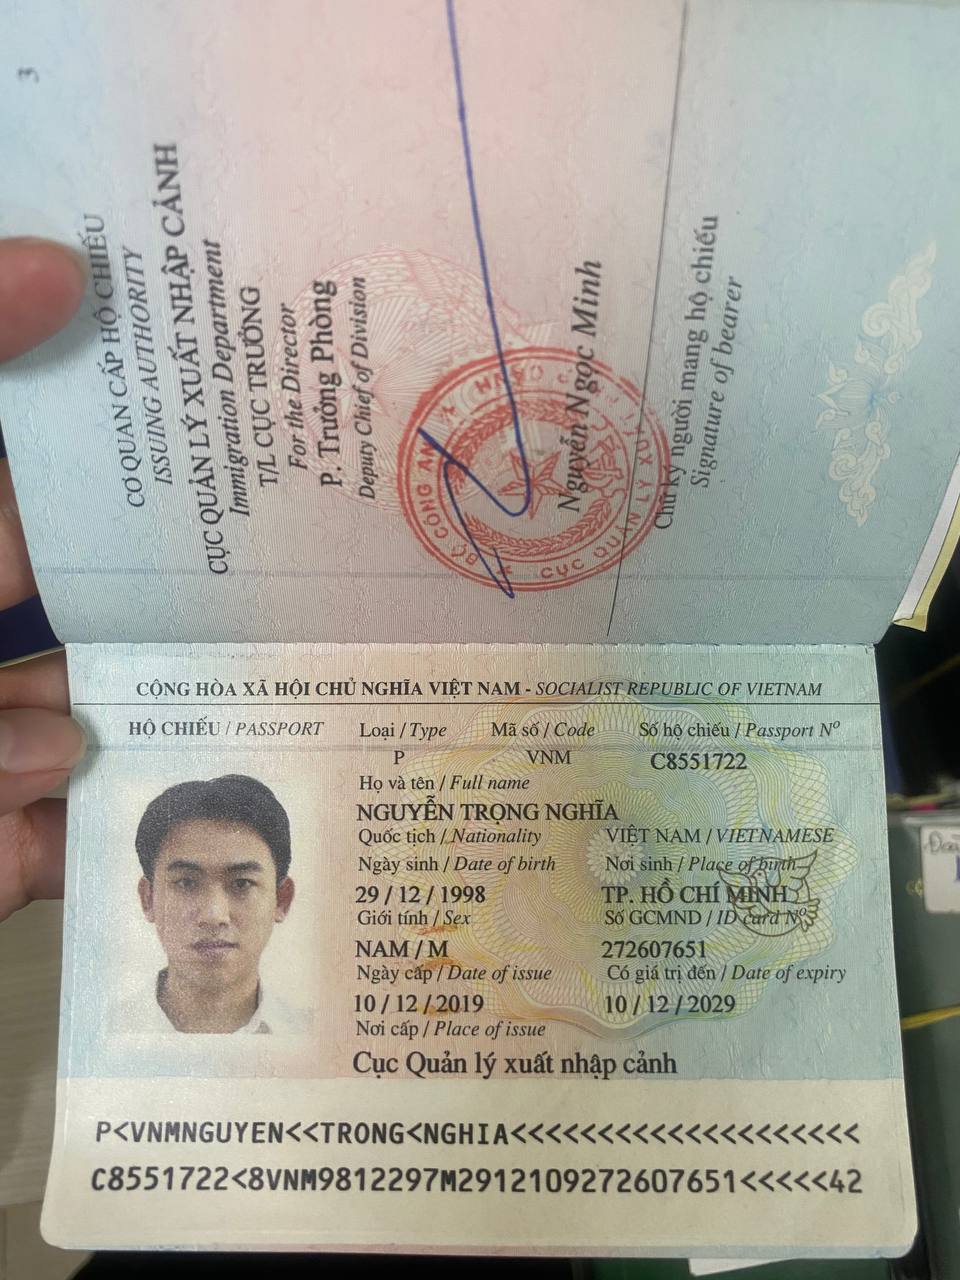 3
CƠ QUAN CẤP HỘ CHIẾU
ISSUING AUTHORITY
CỤC QUẢN LÝ XUẤT NHẬP CẢNH
Immigration Department
T/L CỤC TRƯỞNG
For the Director
P. Trưởng Phòng
Deputy Chief of Division
BỘ CÔNG AN
CỤC QUẢN LÝ XUẤT
Nguyễn Ngọc Minh
Chữ ký người mang hộ chiếu
Signature of bearer
CỘNG HÒA XÃ HỘI CHỦ NGHĨA VIỆT NAM - SOCIALIST REPUBLIC OF VIETNAM
HỘ CHIẾU / PASSPORT Loại / Type Mã số / Code Số hộ chiếu / Passport Nº
P VNM C8551722
Họ và tên / Full name
NGUYỄN TRỌNG NGHĨA
Quốc tịch / Nationality VIỆT NAM / VIETNAMESE
Ngày sinh / Date of birth Nơi sinh / Place of birth
29 / 12 / 1998 TP. HỒ CHÍ MINH
Giới tính / Sex Số GCMND / ID card Nº
NAM / M 272607651
Ngày cấp / Date of issue Có giá trị đến / Date of expiry
10 / 12 / 2019 10 / 12 / 2029
Nơi cấp / Place of issue
Cục Quản lý xuất nhập cảnh
P<VNMNGUYEN<<TRONG<NGHIA<<<<<<<<<<<<<<<<<<<<
C8551722<8VNM9812297M2912109272607651<<<<<42